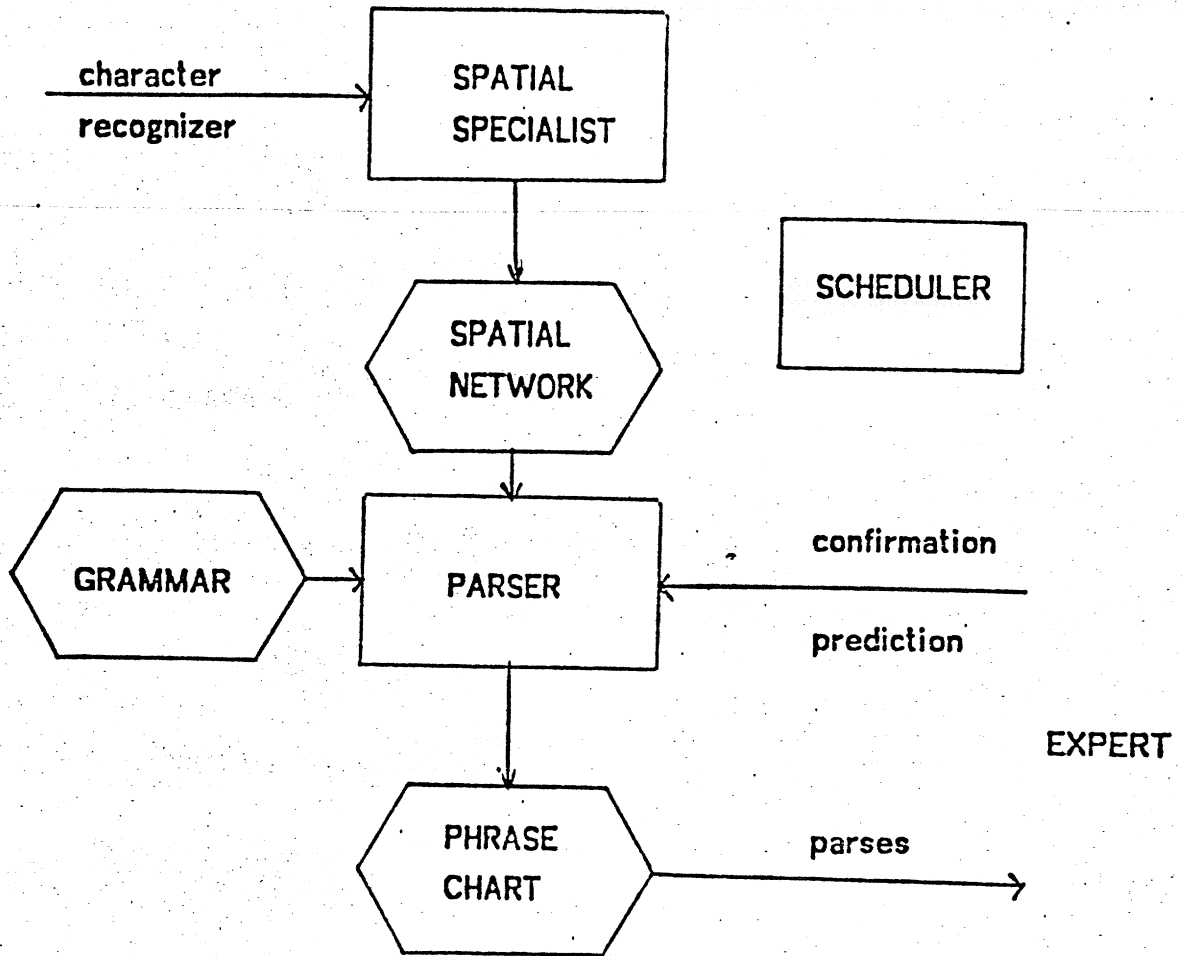 character
recognizer
SPATIAL
SPECIALIST
SCHEDULER
SPATIAL
NETWORK
GRAMMAR
PARSER
confirmation
prediction
EXPERT
PHRASE
CHART
parses